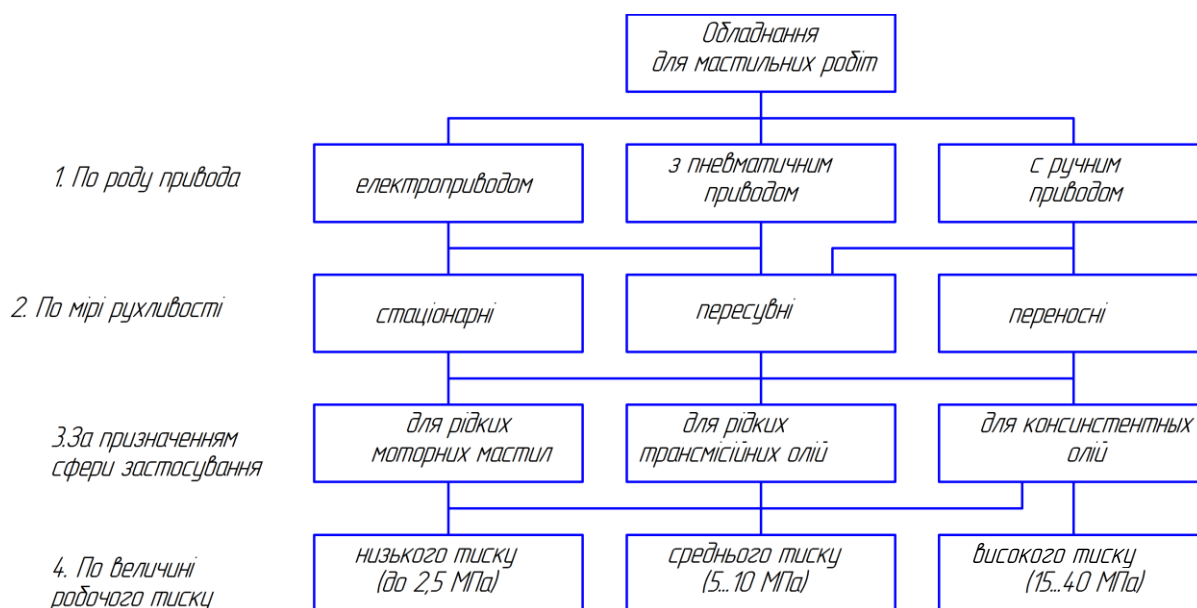 Обладнання
для мастильних робіт
1. По роду привода
електроприводом
з пневматичним
приводом
с ручним
приводом
2. По мірі рухливості
стаціонарні
пересувні
переносні
3.За призначенням
сфери застосування
для рідких
моторних мастил
для рідких
трансмісійних олій
для консинстентных
олій
4. По величині
робочого тиску
низького тиску
(до 2,5 МПа)
среднього тиску
(5...10 МПа)
високого тиску
(15...40 МПа)